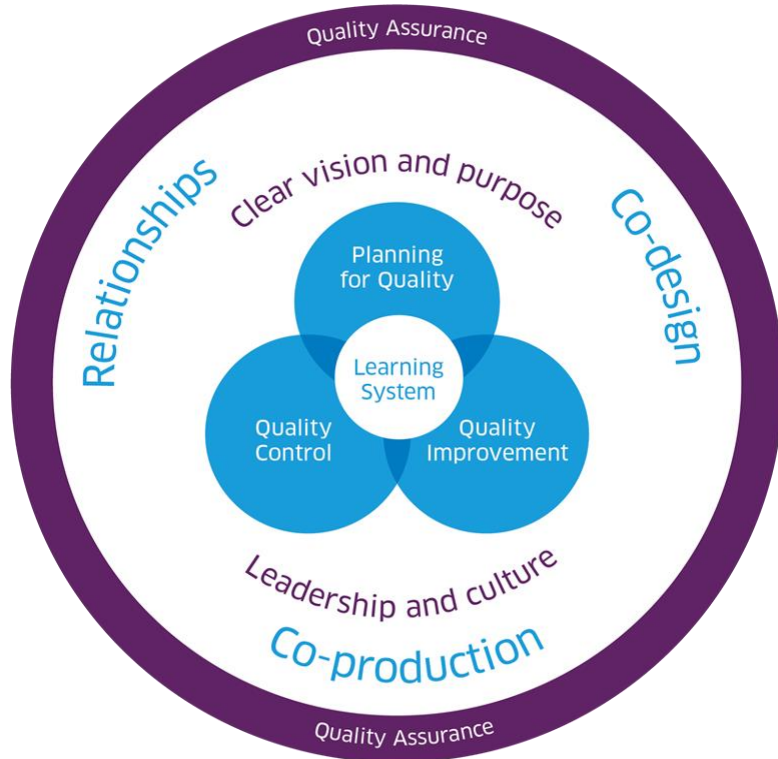 Quality Assurance
Clear vision and purpose
Relationships
Co-design
Planning
for Quality
Learning
System
Quality
Control
Quality
Improvement
Leadership and culture
Co-production
Quality Assurance